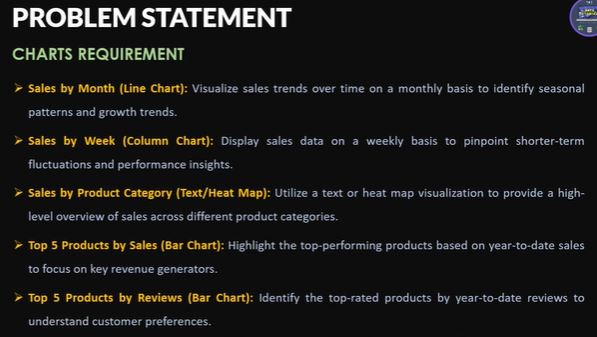 PROBLEM STATEMENT
CHARTS REQUIREMENT
➢ Sales by Month (Line Chart): Visualize sales trends over time on a monthly basis to identify seasonal
patterns and growth trends.
➢ Sales by Week (Column Chart): Display sales data on a weekly basis to pinpoint shorter-term
fluctuations and performance insights.
➢ Sales by Product Category (Text/Heat Map): Utilize a text or heat map visualization to provide a high-
level overview of sales across different product categories.
➢ Top 5 Products by Sales (Bar Chart): Highlight the top-performing products based on year-to-date sales
to focus on key revenue generators.
➢ Top 5 Products by Reviews (Bar Chart): Identify the top-rated products by year-to-date reviews to
understand customer preferences.